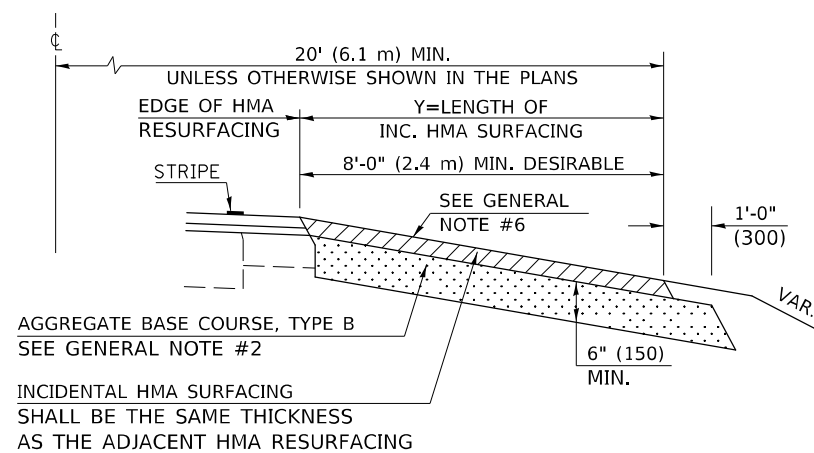 ℄
20' (6.1 m) MIN.
UNLESS OTHERWISE SHOWN IN THE PLANS
EDGE OF HMA
RESURFACING
Y=LENGTH OF
INC. HMA SURFACING
8'-0" (2.4 m) MIN. DESIRABLE
STRIPE
SEE GENERAL
NOTE #6
1'-0"
(300)
VAR.
AGGREGATE BASE COURSE, TYPE B
SEE GENERAL NOTE #2
6" (150)
MIN.
INCIDENTAL HMA SURFACING
SHALL BE THE SAME THICKNESS
AS THE ADJACENT HMA RESURFACING